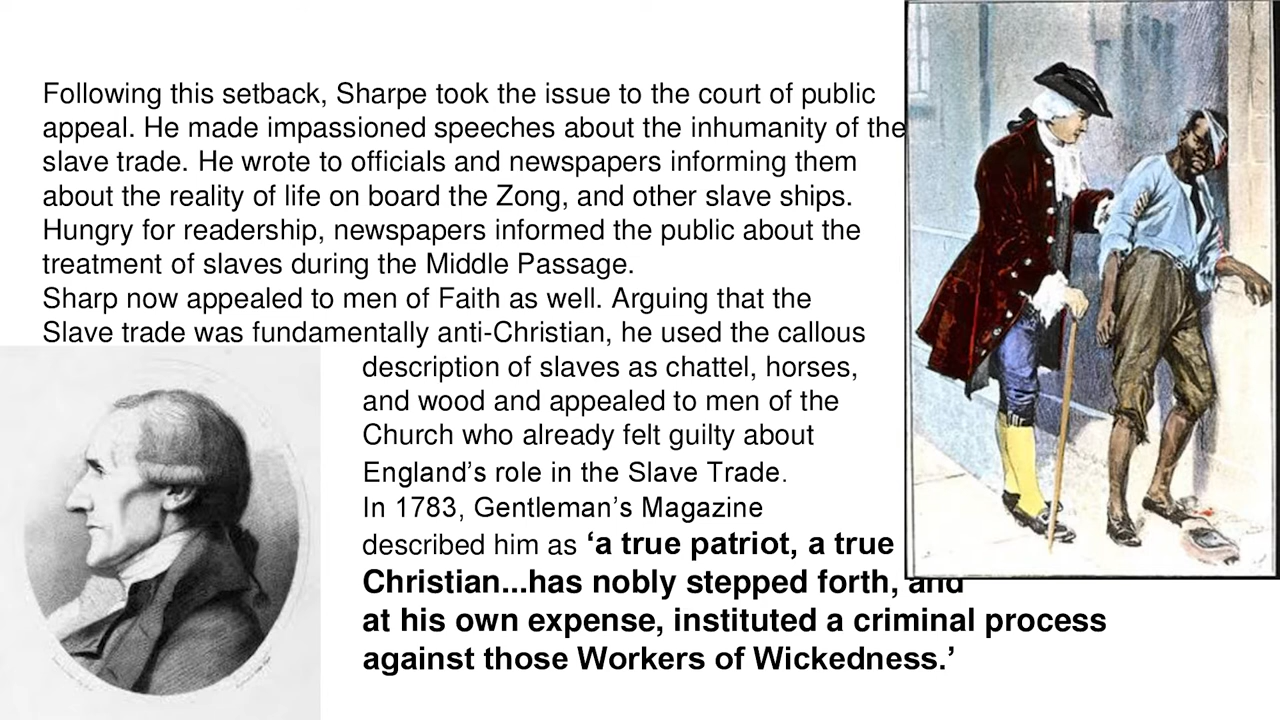 Following this setback, Sharpe took the issue to the court of public
appeal. He made impassioned speeches about the inhumanity of the
slave trade. He wrote to officials and newspapers informing them
about the reality of life on board the Zong, and other slave ships.
Hungry for readership, newspapers informed the public about the
treatment of slaves during the Middle Passage.
Sharp now appealed to men of Faith as well. Arguing that the
Slave trade was fundamentally anti-Christian, he used the callous
description of slaves as chattel, horses,
and wood and appealed to men of the
Church who already felt guilty about
England’s role in the Slave Trade.
In 1783, Gentleman’s Magazine
described him as ‘a true patriot, a true
Christian...has nobly stepped forth, and
at his own expense, instituted a criminal process
against those Workers of Wickedness.’